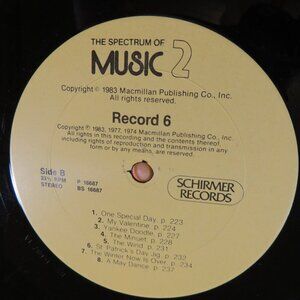 THE SPECTRUM OF
MUSIC 2
Copyright © 1983 Macmillan Publishing Co., Inc.
All rights reserved.
Record 6
Copyright © 1983, 1977, 1974 Macmillan Publishing Co., Inc.
All rights in this recording and the contents thereof,
including rights of reproduction and transmission in any
form or by any means, are reserved.
Side B
33⅓ RPM
STEREO
P 16687
BS 16687
SCHIRMER
RECORDS
1. One Special Day, p. 223
2. My Valentine, p. 224
3. Yankee Doodle, p. 227
4. The Minuet, p. 228
5. The Wind, p. 231
6. St Patrick's Day Jig, p. 232
7. The Winter Now Is Over, p. 234
8. A May Dance, p. 237